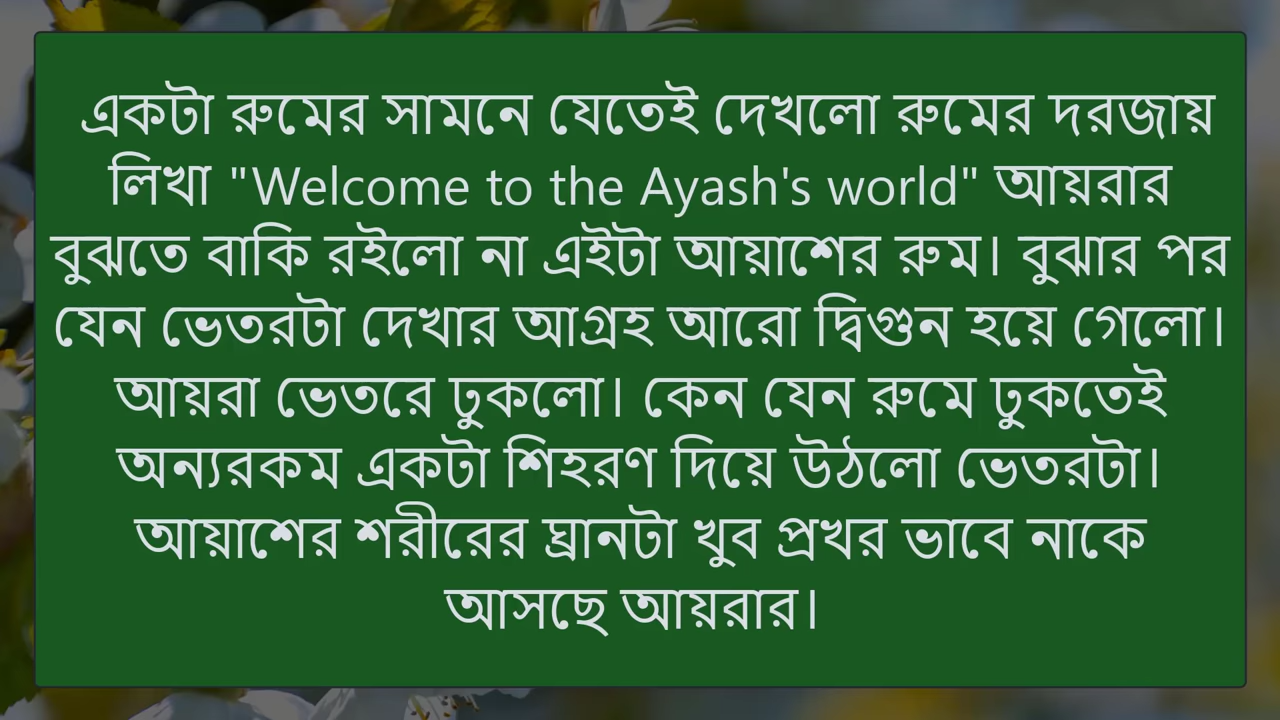 একটা রুমের সামনে যেতেই দেখলো রুমের দরজায়
লিখা "Welcome to the Ayash's world" আয়রার
বুঝতে বাকি রইলো না এইটা আয়াশের রুম। বুঝার পর
যেন ভেতরটা দেখার আগ্রহ আরো দ্বিগুন হয়ে গেলো।
আয়রা ভেতরে ঢুকলো। কেন যেন রুমে ঢুকতেই
অন্যরকম একটা শিহরণ দিয়ে উঠলো ভেতরটা।
আয়াশের শরীরের ঘ্রানটা খুব প্রখর ভাবে নাকে
আসছে আয়রার।